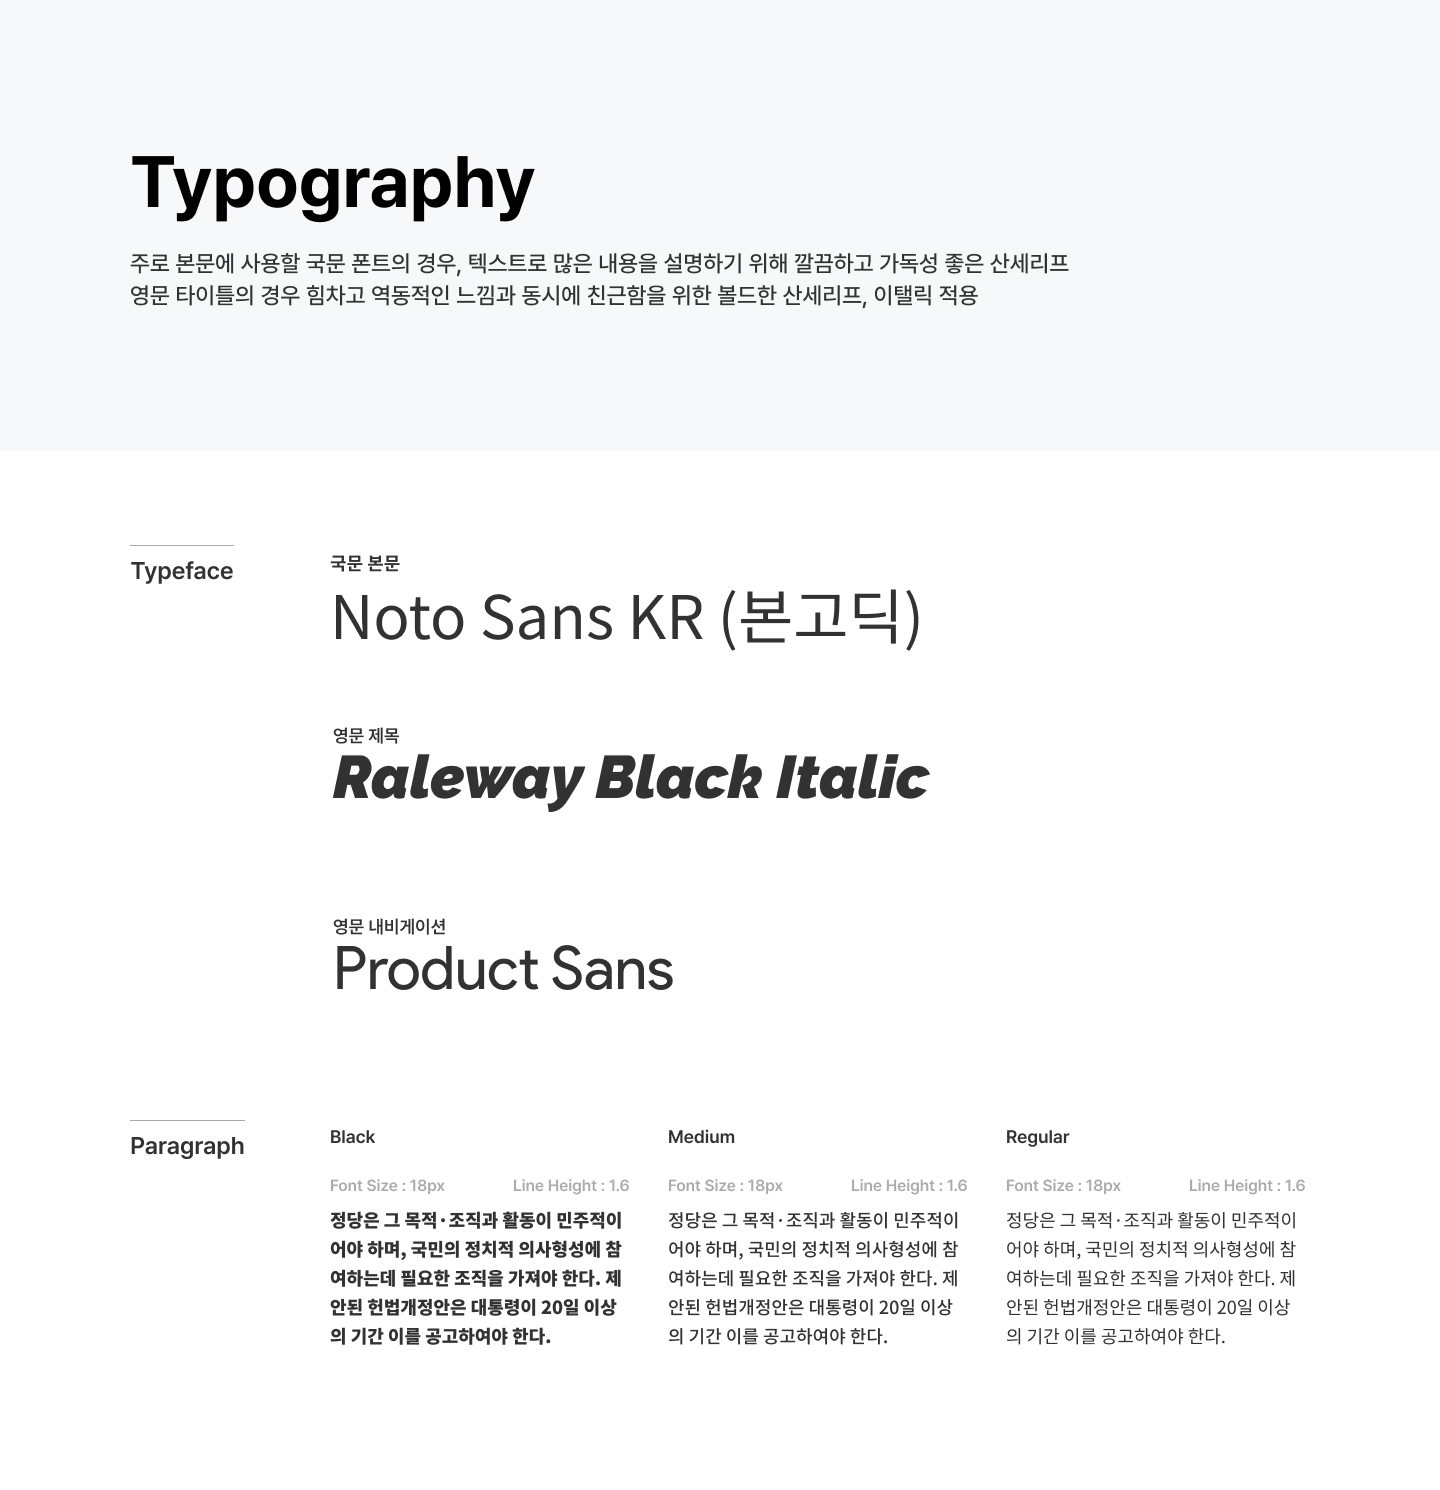 Typography
주로 본문에 사용할 국문 폰트의 경우, 텍스트로 많은 내용을 설명하기 위해 깔끔하고 가독성 좋은 산세리프
영문 타이틀의 경우 힘차고 역동적인 느낌과 동시에 친근함을 위한 볼드한 산세리프, 이탤릭 적용
Typeface
국문 본문
Noto Sans KR (본고딕)
영문 제목
Raleway Black Italic
영문 내비게이션
Product Sans
Paragraph
Black
Font Size : 18px Line Height : 1.6
정당은 그 목적·조직과 활동이 민주적이
어야 하며, 국민의 정치적 의사형성에 참
여하는데 필요한 조직을 가져야 한다. 제
안된 헌법개정안은 대통령이 20일 이상
의 기간 이를 공고하여야 한다.
Medium
Font Size : 18px Line Height : 1.6
정당은 그 목적·조직과 활동이 민주적이
어야 하며, 국민의 정치적 의사형성에 참
여하는데 필요한 조직을 가져야 한다. 제
안된 헌법개정안은 대통령이 20일 이상
의 기간 이를 공고하여야 한다.
Regular
Font Size : 18px Line Height : 1.6
정당은 그 목적·조직과 활동이 민주적이
어야 하며, 국민의 정치적 의사형성에 참
여하는데 필요한 조직을 가져야 한다. 제
안된 헌법개정안은 대통령이 20일 이상
의 기간 이를 공고하여야 한다.